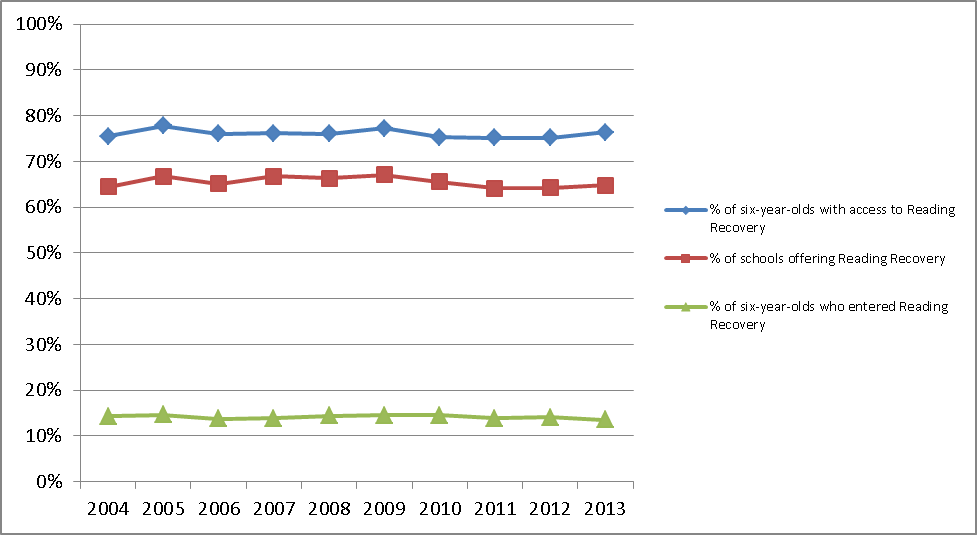 100%
90%
80%
70%
60%
50%
40%
30%
20%
10%
0%
2004 2005 2006 2007 2008 2009 2010 2011 2012 2013
% of six-year-olds with access to Reading
Recovery
% of schools offering Reading Recovery
% of six-year-olds who entered Reading
Recovery